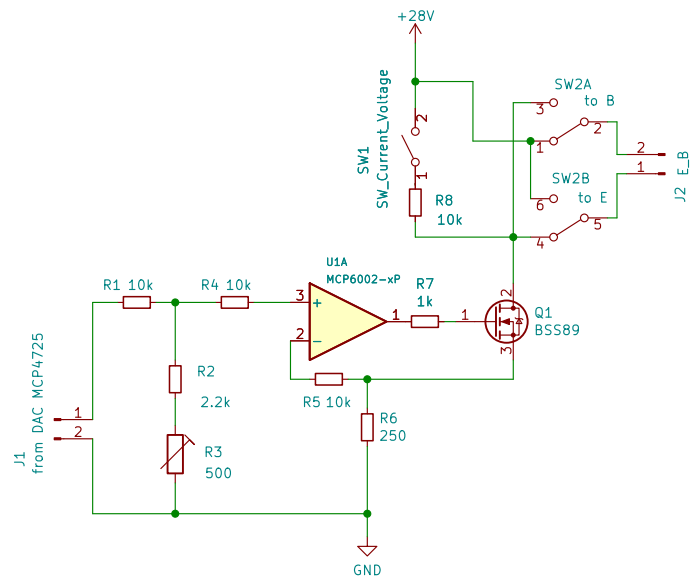 +28V
SW2A
to B
3
2
1
SW1
SW_Current_Voltage
2
1
SW2B
to E
6
5
4
2
1
J2 E_B
R8
10k
U1A
MCP6002-xP
R7
1k
R1 10k
R4 10k
3
+
2
−
1
1
2
3
Q1
BSS89
R2
2.2k
R5 10k
R6
250
R3
500
J1
from DAC MCP4725
1
2
GND